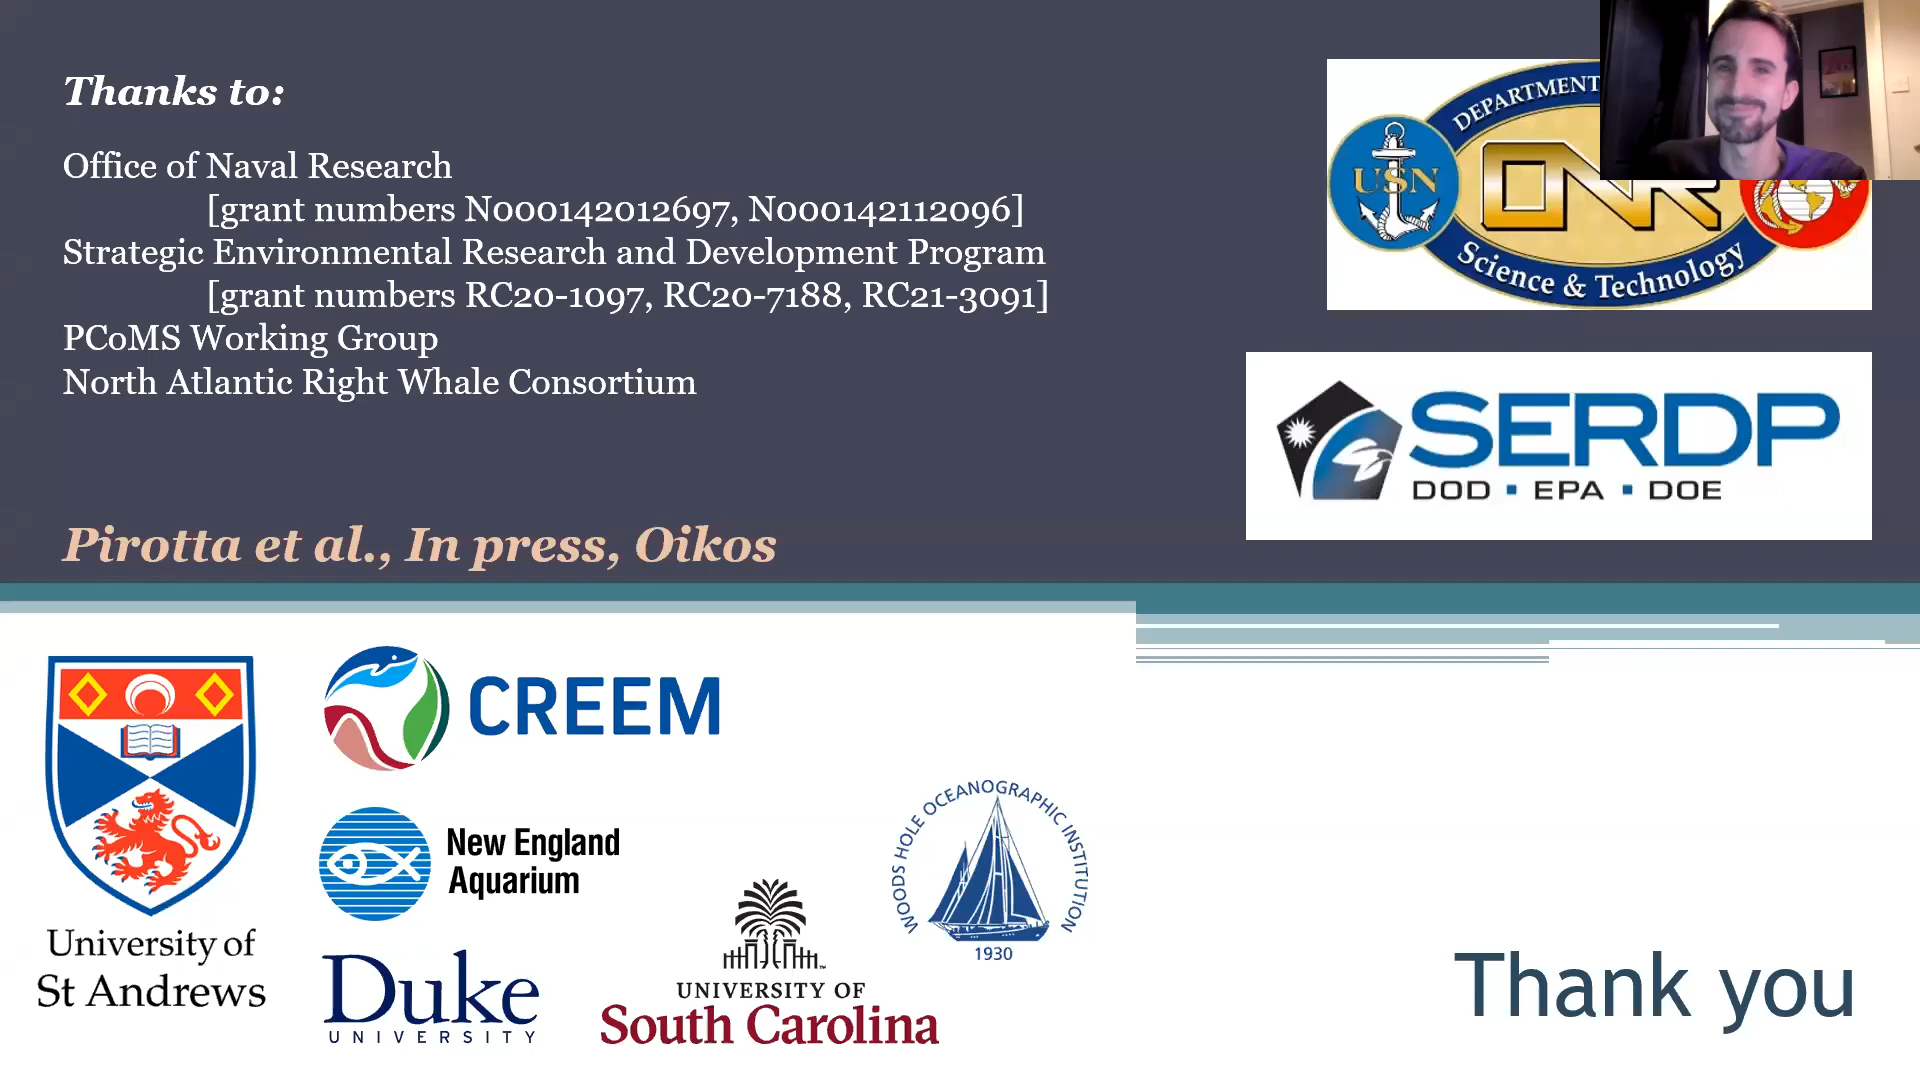 Thanks to:
Office of Naval Research
[grant numbers N000142012697, N000142112096]
Strategic Environmental Research and Development Program
[grant numbers RC20-1097, RC20-7188, RC21-3091]
PCoMS Working Group
North Atlantic Right Whale Consortium
Pirotta et al., In press, Oikos
DEPARTMENT
USN
ONR
Science & Technology
SERDP
DOD ▪ EPA ▪ DOE
University of
St Andrews
CREEM
New England
Aquarium
Duke
UNIVERSITY
UNIVERSITY OF
South Carolina
WOODS HOLE OCEANOGRAPHIC INSTITUTION
1930
Thank you